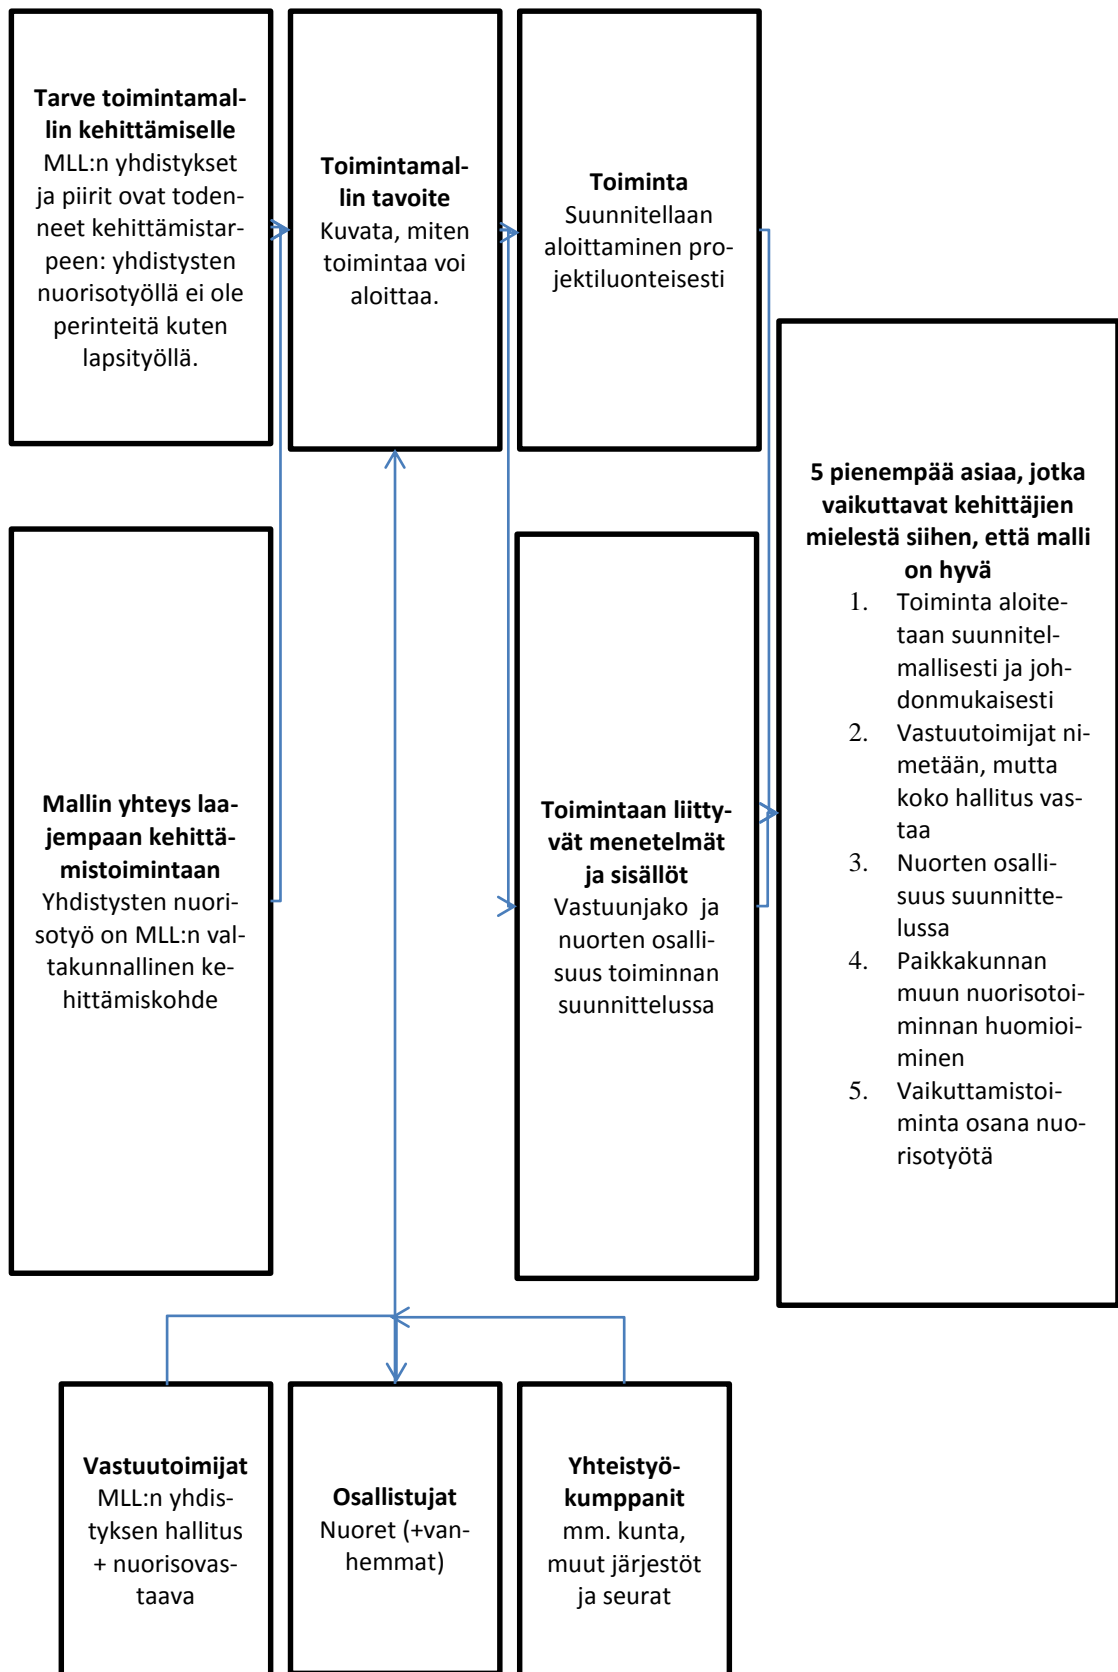 Tarve toimintamal-
lin kehittämiselle
MLL:n yhdistykset
ja piirit ovat toden-
neet kehittämistar-
peen: yhdistysten
nuorisotyöllä ei ole
perinteitä kuten
lapsityöllä.
Toimintamal-
lin tavoite
Kuvata, miten
toimintaa voi
aloittaa.
Toiminta
Suunnitellaan
aloittaminen pro-
jektiluonteisesti
Mallin yhteys laa-
jempaan kehittä-
mistoimintaan
Yhdistysten nuori-
sotyö on MLL:n val-
takunnallinen ke-
hittämiskohde
Toimintaan liitty-
vät menetelmät
ja sisällöt
Vastuunjako ja
nuorten osalli-
suus toiminnan
suunnittelussa
5 pienempää asiaa, jotka
vaikuttavat kehittäjien
mielestä siihen, että malli
on hyvä
1. Toiminta aloite-
taan suunnitel-
mallisesti ja joh-
donmukaisesti
2. Vastuutoimijat ni-
metään, mutta
koko hallitus vas-
taa
3. Nuorten osalli-
suus suunnitte-
lussa
4. Paikkakunnan
muun nuorisotoi-
minnan huomioi-
minen
5. Vaikuttamistoi-
minta osana nuo-
risotyötä
Vastuutoimijat
MLL:n yhdis-
tyksen hallitus
+ nuorisovas-
taava
Osallistujat
Nuoret (+van-
hemmat)
Yhteistyö-
kumppanit
mm. kunta,
muut järjestöt
ja seurat